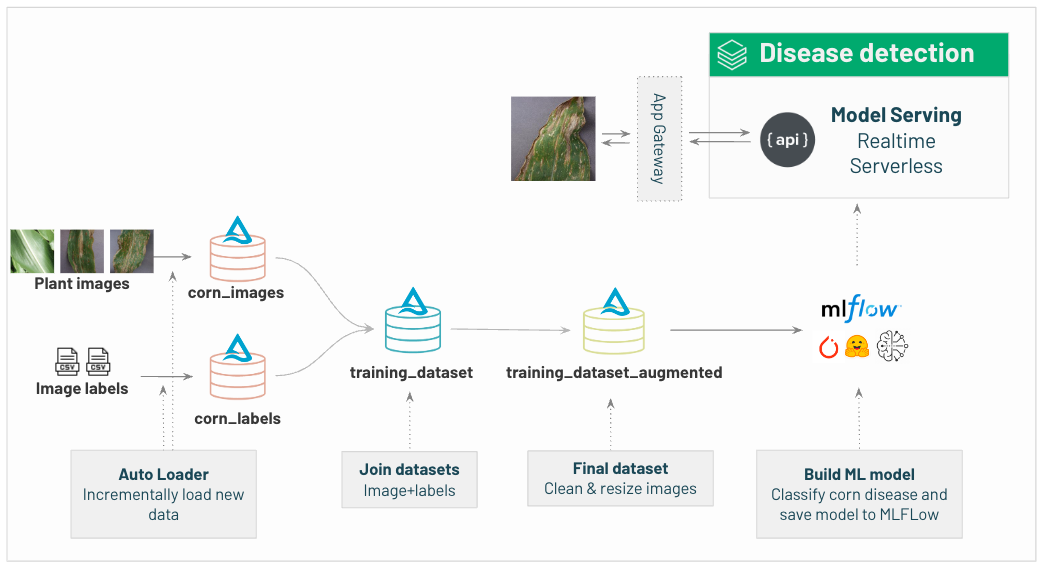 Disease detection
App Gateway
{ api }
Model Serving
Realtime
Serverless
Plant images
corn_images
CSV CSV
Image labels
corn_labels
training_dataset
training_dataset_augmented
mlflow™
Auto Loader
Incrementally load new
data
Join datasets
Image+labels
Final dataset
Clean & resize images
Build ML model
Classify corn disease and
save model to MLFLow